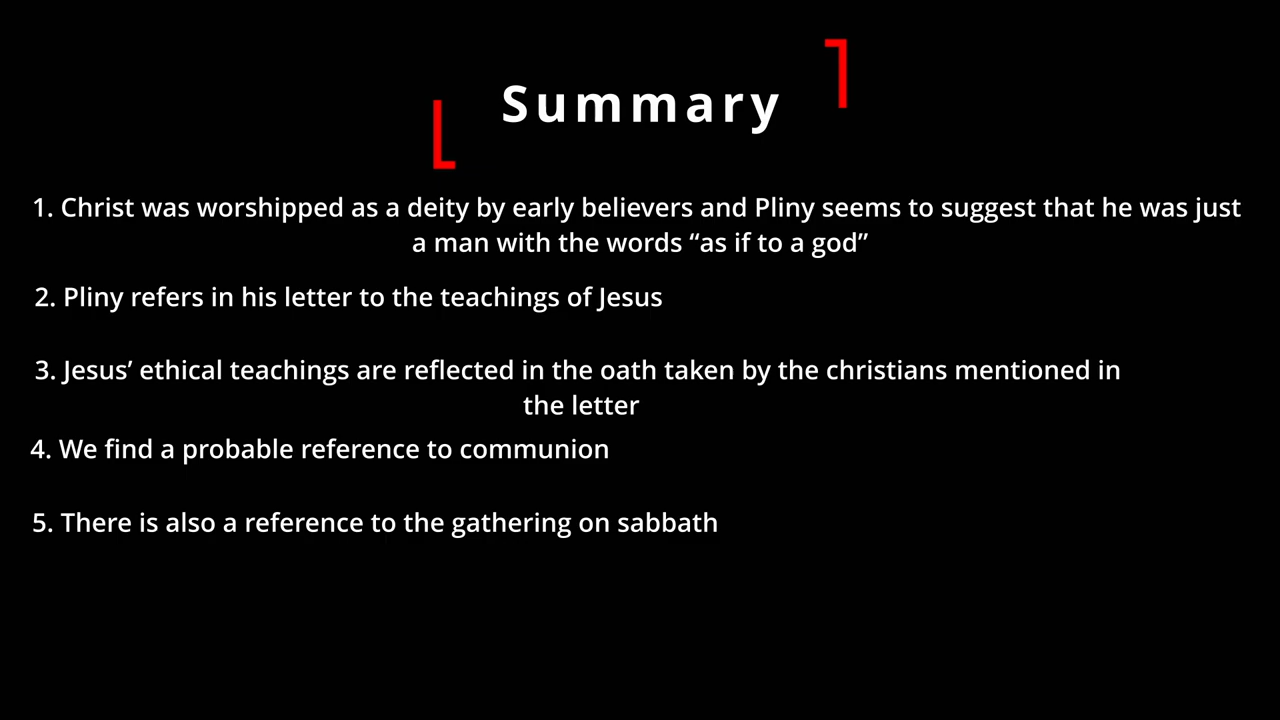 Summary
1. Christ was worshipped as a deity by early believers and Pliny seems to suggest that he was just
a man with the words “as if to a god”
2. Pliny refers in his letter to the teachings of Jesus
3. Jesus’ ethical teachings are reflected in the oath taken by the christians mentioned in
the letter
4. We find a probable reference to communion
5. There is also a reference to the gathering on sabbath